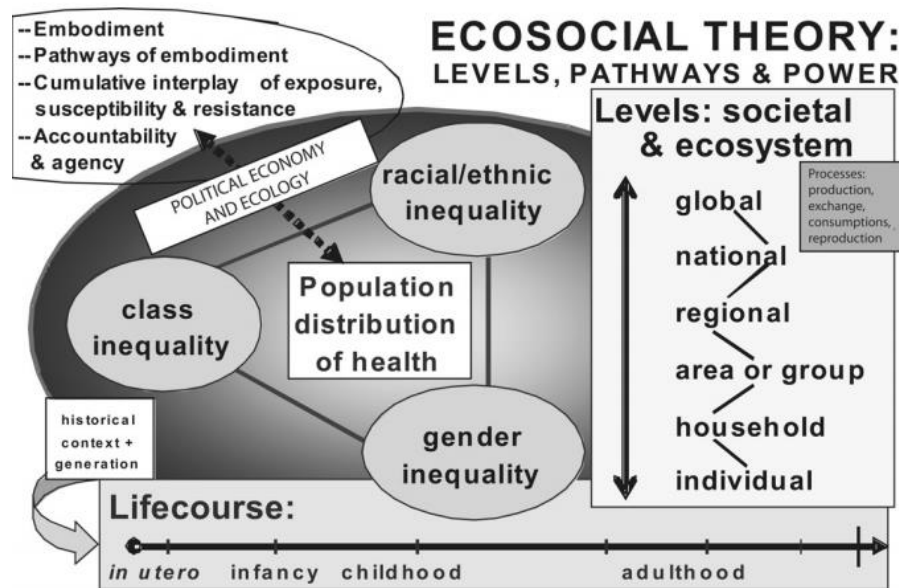 --Embodiment
--Pathways of embodiment
--Cumulative interplay of exposure,
susceptibility & resistance
--Accountability
& agency
ECOSOCIAL THEORY:
LEVELS, PATHWAYS & POWER
POLITICAL ECONOMY
AND ECOLOGY
racial/ethnic
inequality
class
inequality
Population
distribution
of health
gender
inequality
historical
context +
generation
Levels: societal
& ecosystem
Processes:
production,
exchange,
consumptions,
reproduction
global
national
regional
area or group
household
individual
Lifecourse:
in utero infancy childhood adulthood